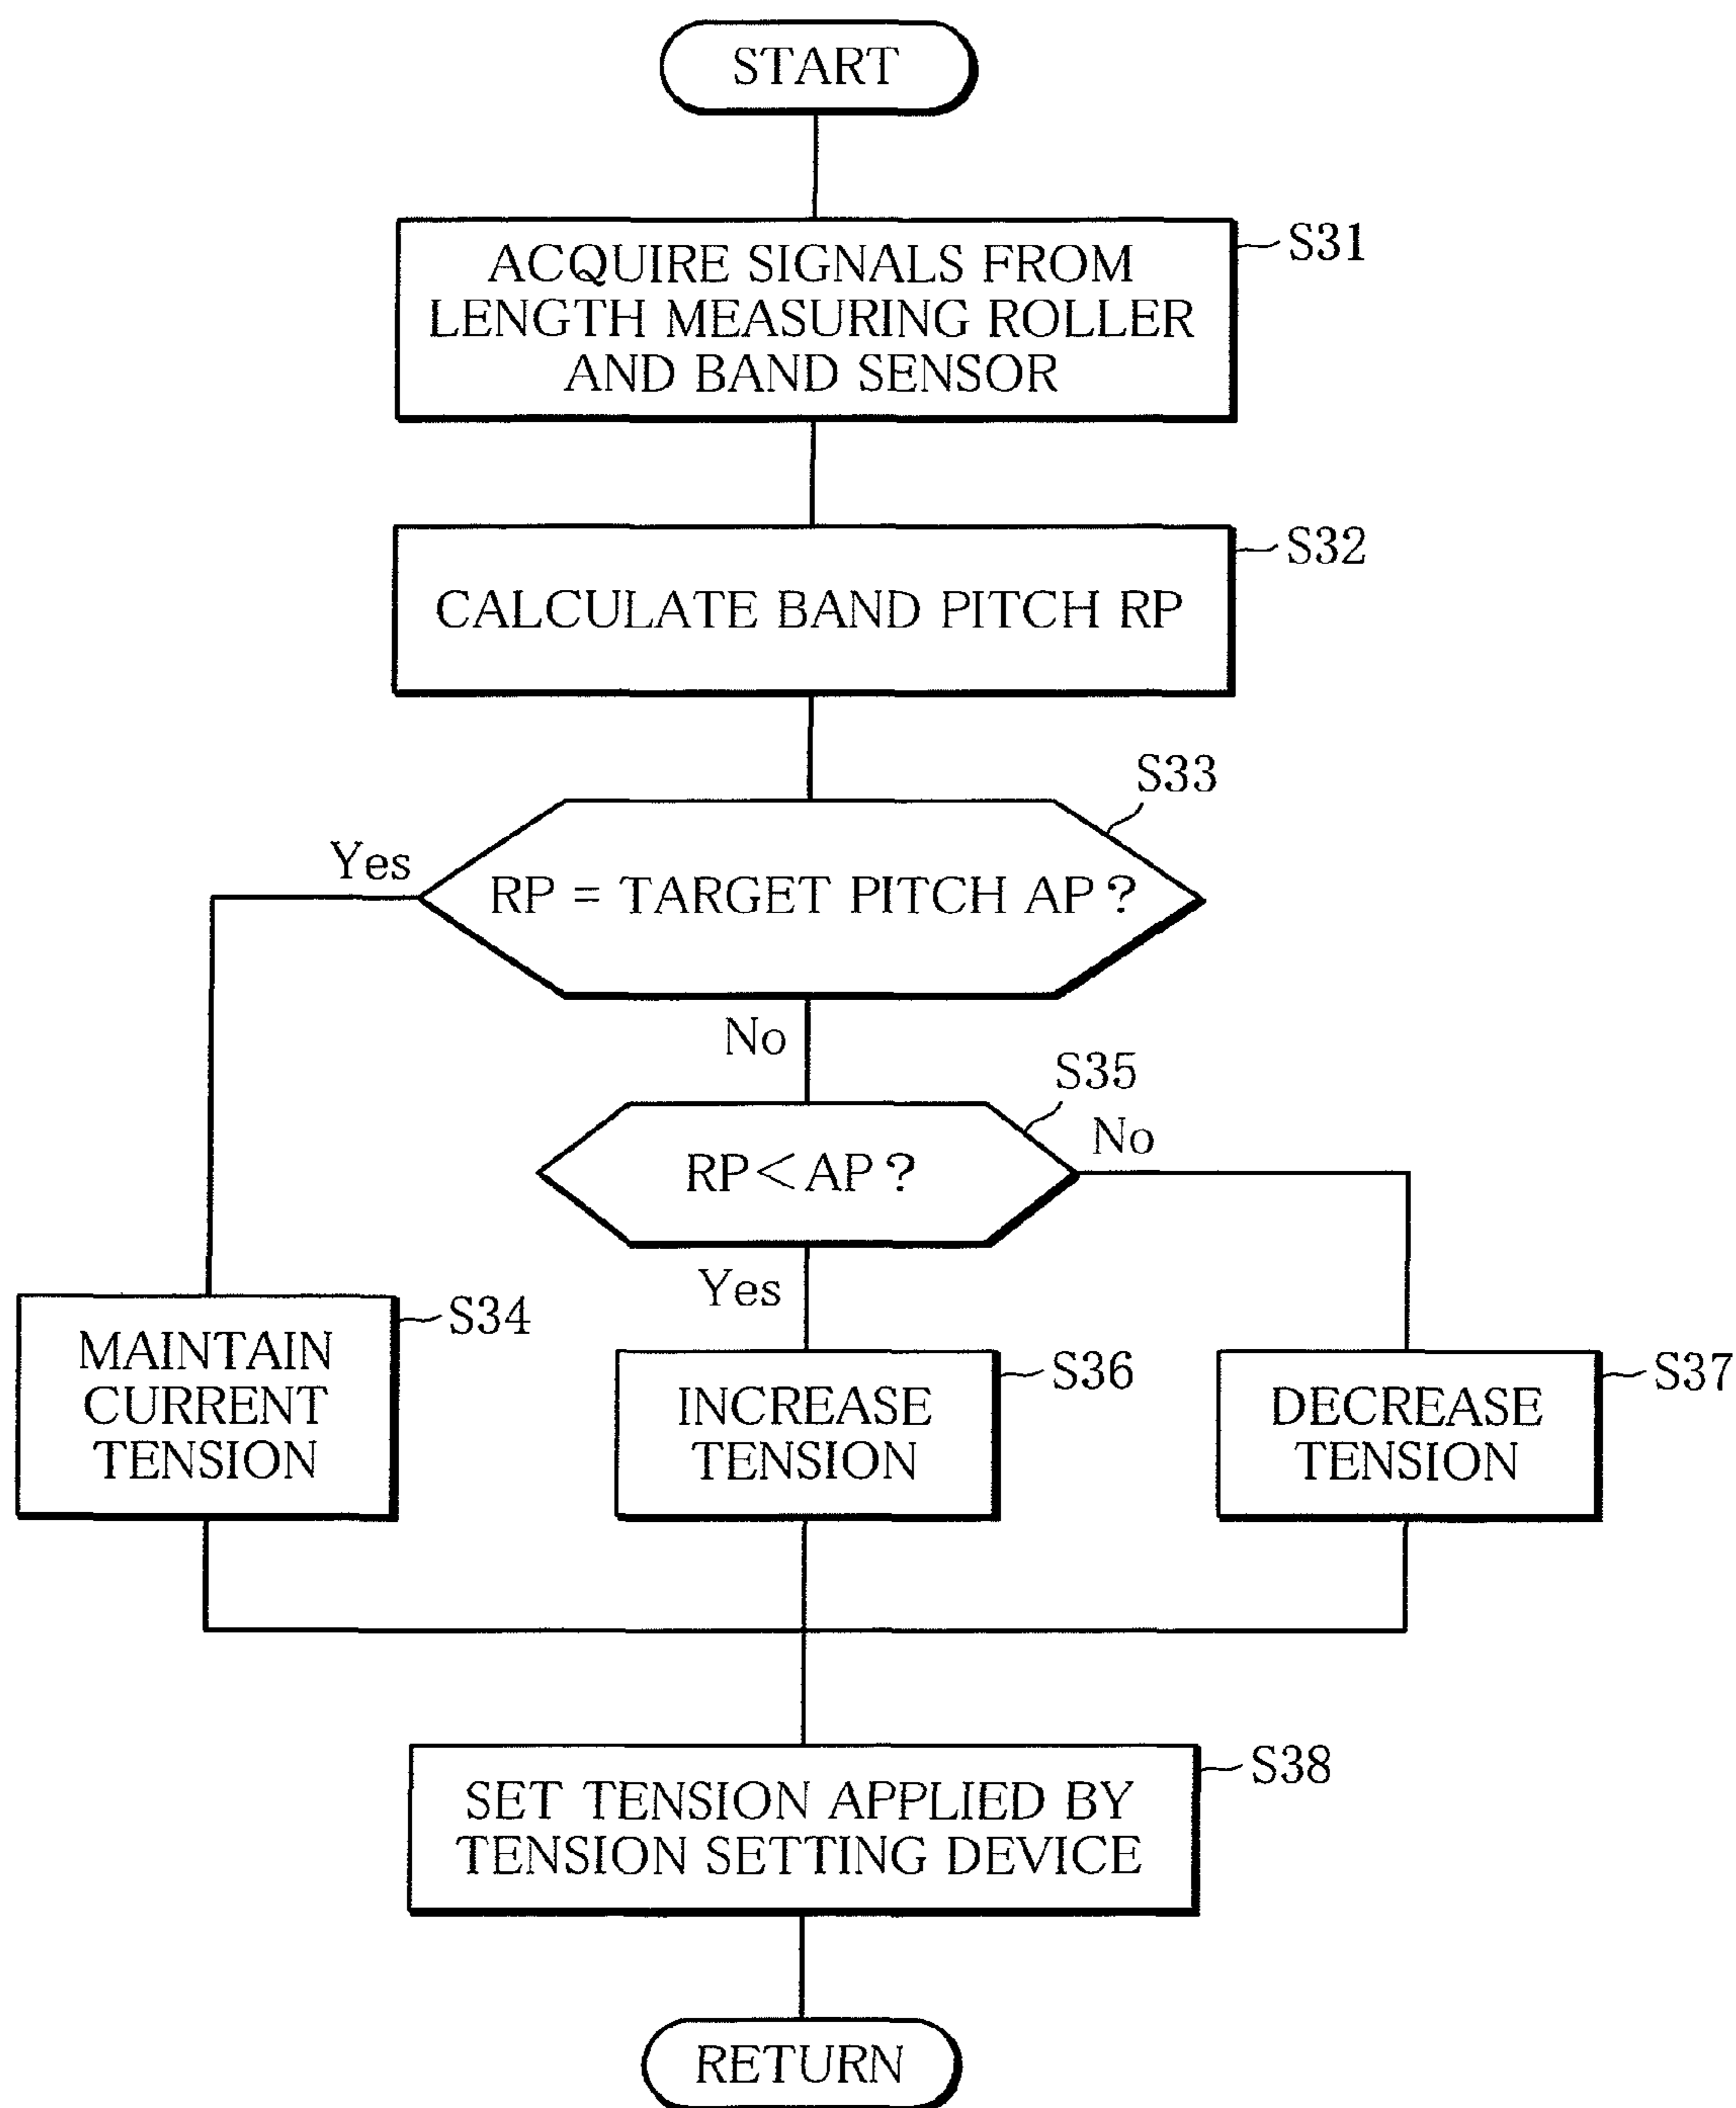 START
ACQUIRE SIGNALS FROM
LENGTH MEASURING ROLLER
AND BAND SENSOR
S31
CALCULATE BAND PITCH RP
S32
S33
Yes
RP = TARGET PITCH AP?
No
S35
RP<AP?
No
Yes
MAINTAIN
CURRENT
TENSION
S34
INCREASE
TENSION
S36
DECREASE
TENSION
S37
SET TENSION APPLIED BY
TENSION SETTING DEVICE
S38
RETURN